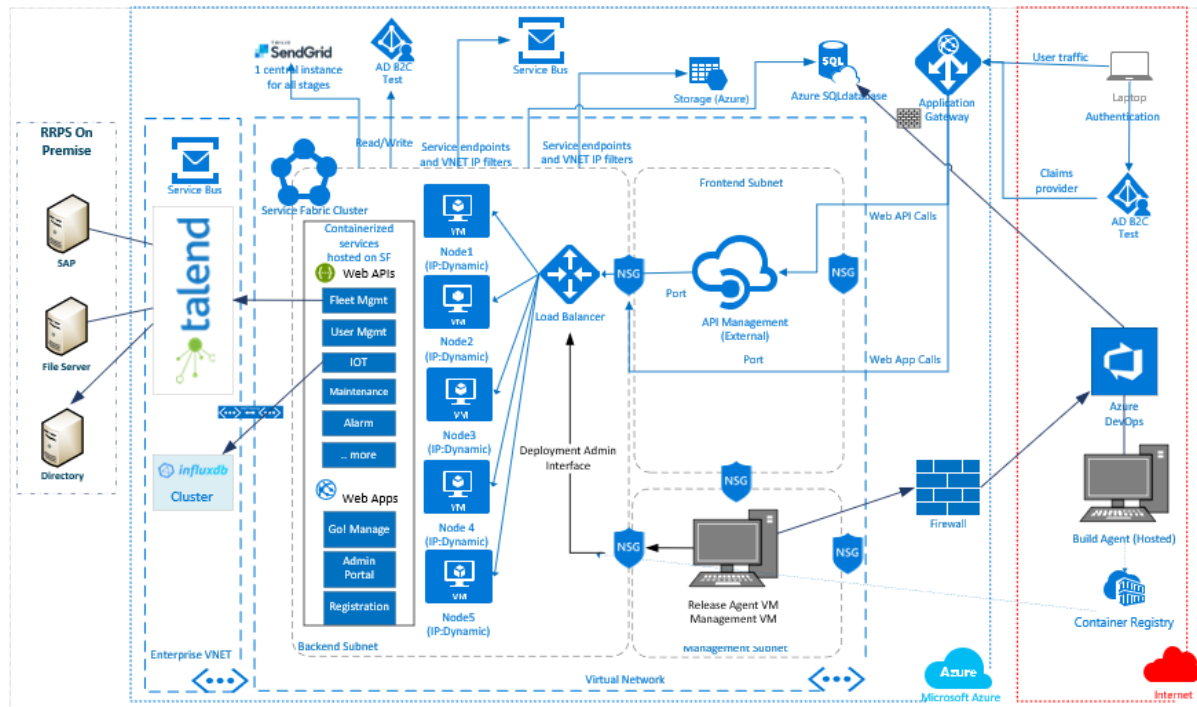 TWILIO
SendGrid
1 central instance
for all stages
AD B2C
Test
Service Bus
Storage (Azure)
SQL
Azure SQLdatabase
Application
Gateway
User traffic
Laptop
Authentication
Claims
provider
AD B2C
Test
RRPS On
Premise
SAP
File Server
Directory
Service Bus
talend
influxdb
Cluster
Enterprise VNET
Read/Write
Service endpoints
and VNET IP filters
Service endpoints
and VNET IP filters
Service Fabric Cluster
Containerized
services
hosted on SF
Web APIs
Fleet Mgmt
User Mgmt
IOT
Maintenance
Alarm
.. more
Web Apps
Go! Manage
Admin
Portal
Registration
Backend Subnet
VM
Node1
(IP:Dynamic)
VM
Node2
(IP:Dynamic)
VM
Node3
(IP:Dynamic)
VM
Node 4
(IP:Dynamic)
VM
Node5
(IP:Dynamic)
Load Balancer
Deployment Admin
Interface
NSG
Port
Frontend Subnet
API Management
(External)
NSG
Web API Calls
Port
Web App Calls
NSG
NSG
NSG
Release Agent VM
Management VM
Management Subnet
Virtual Network
Firewall
Azure
DevOps
Build Agent (Hosted)
Container Registry
Azure
Microsoft Azure
Internet